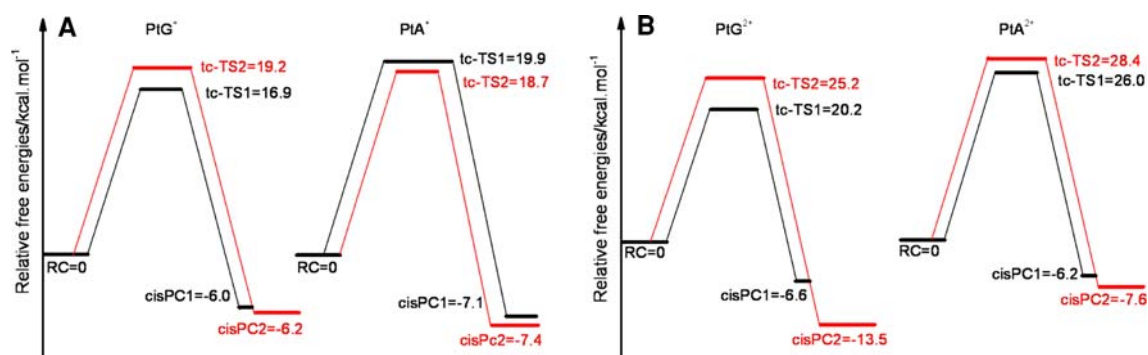 A
PtG+
PtA+
Relative free energies/kcal.mol-1
tc-TS2=19.2
tc-TS1=16.9
tc-TS1=19.9
tc-TS2=18.7
RC=0
RC=0
cisPC1=-6.0
cisPC2=-6.2
cisPC1=-7.1
cisPc2=-7.4
B
PtG2+
PtA2+
Relative free energies/kcal.mol-1
tc-TS2=25.2
tc-TS1=20.2
tc-TS2=28.4
tc-TS1=26.0
RC=0
RC=0
cisPC1=-6.6
cisPC2=-13.5
cisPC1=-6.2
cisPC2=-7.6